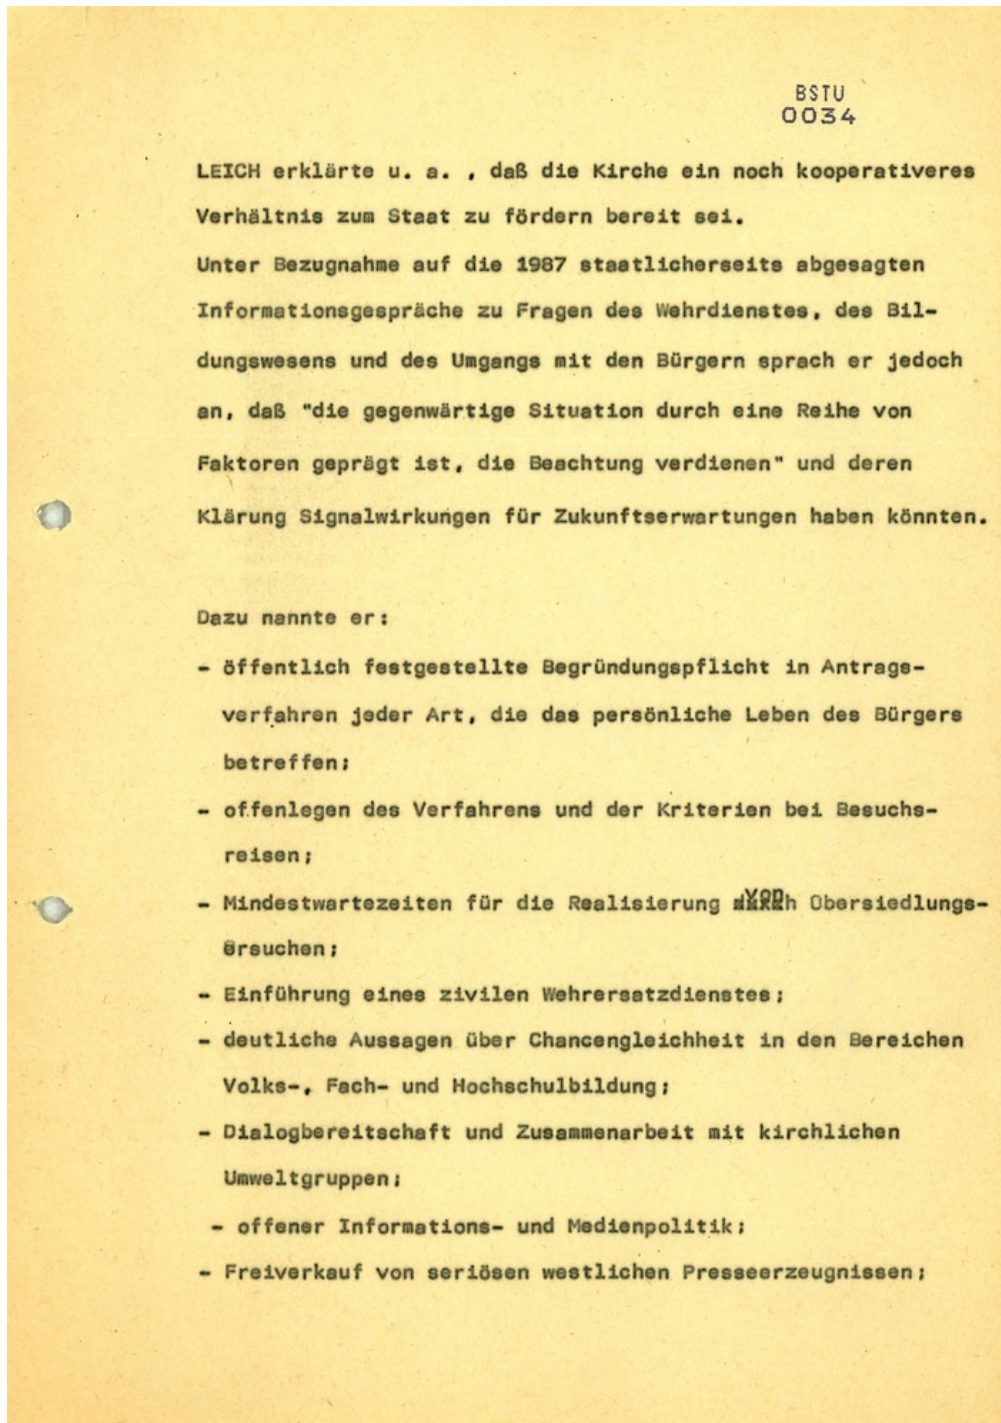 BSTU
0034
LEICH erklärte u. a. , daß die Kirche ein noch kooperativeres
Verhältnis zum Staat zu fördern bereit sei.
Unter Bezugnahme auf die 1987 staatlicherseits abgesagten
Informationsgespräche zu Fragen des Wehrdienstes, des Bil-
dungswesens und des Umgangs mit den Bürgern sprach er jedoch
an, daß "die gegenwärtige Situation durch eine Reihe von
Faktoren geprägt ist, die Beachtung verdienen" und deren
Klärung Signalwirkungen für Zukunftserwartungen haben könnten.
Dazu nannte er:
- öffentlich festgestellte Begründungspflicht in Antrags-
verfahren jeder Art, die das persönliche Leben des Bürgers
betreffen;
- offenlegen des Verfahrens und der Kriterien bei Besuchs-
reisen;
- Mindestwartezeiten für die Realisierung von Übersiedlungs-
ersuchen;
- Einführung eines zivilen Wehrersatzdienstes;
- deutliche Aussagen über Chancengleichheit in den Bereichen
Volks-, Fach- und Hochschulbildung;
- Dialogbereitschaft und Zusammenarbeit mit kirchlichen
Umweltgruppen;
- offener Informations- und Medienpolitik;
- Freiverkauf von seriösen westlichen Presseerzeugnissen;